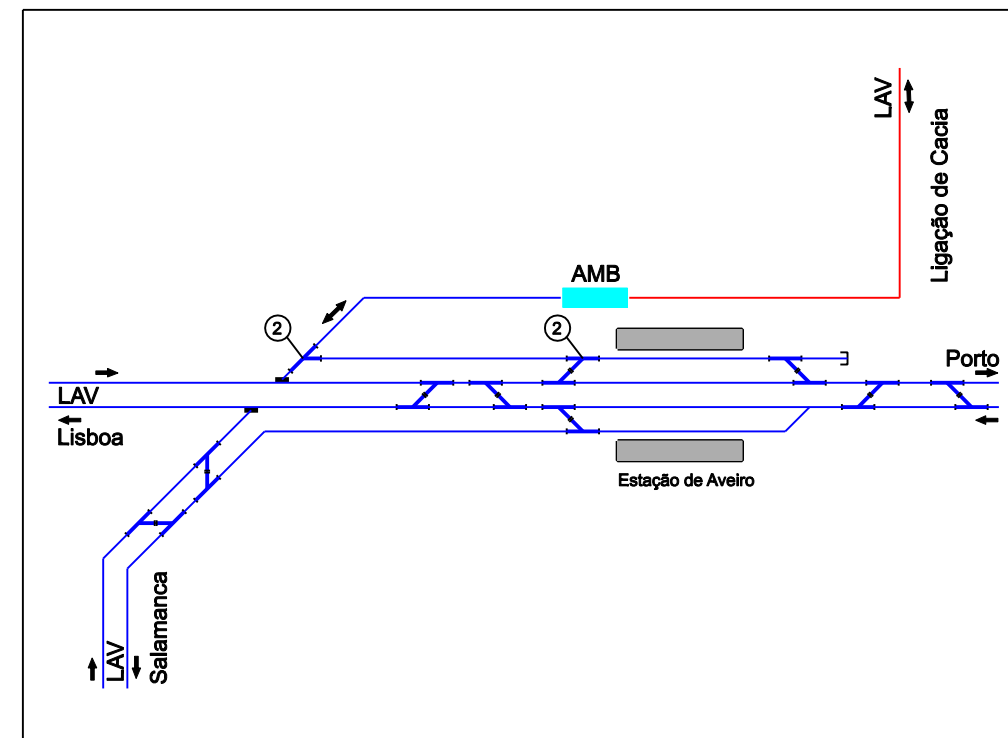 LAV
Ligação de Cacia
AMB
2
2
Porto
LAV
Lisboa
Estação de Aveiro
LAV
Salamanca